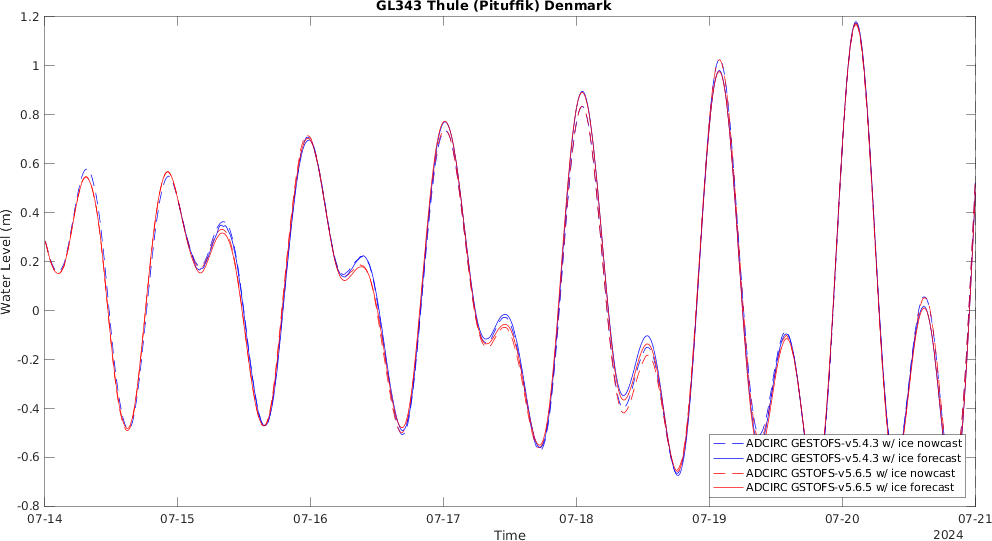 GL343 Thule (Pituffik) Denmark
Water Level (m)
1.2
1
0.8
0.6
0.4
0.2
0
-0.2
-0.4
-0.6
-0.8
ADCIRC GESTOFS-v5.4.3 w/ ice nowcast
ADCIRC GESTOFS-v5.4.3 w/ ice forecast
ADCIRC GSTOFS-v5.6.5 w/ ice nowcast
ADCIRC GSTOFS-v5.6.5 w/ ice forecast
07-14 07-15 07-16 07-17 07-18 07-19 07-20 07-21
Time
2024